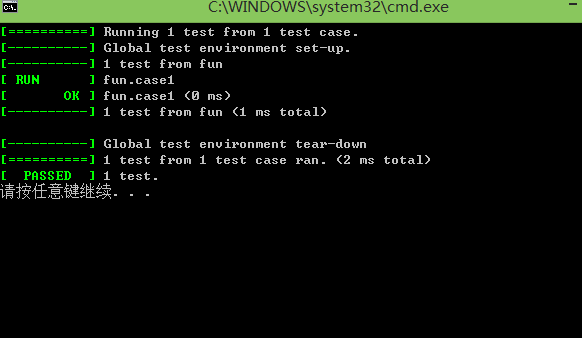 C:\WINDOWS\system32\cmd.exe
[==========] Running 1 test from 1 test case.
[----------] Global test environment set-up.
[----------] 1 test from fun
[ RUN      ] fun.case1
[       OK ] fun.case1 (0 ms)
[----------] 1 test from fun (1 ms total)
[----------] Global test environment tear-down
[==========] 1 test from 1 test case ran. (2 ms total)
[  PASSED  ] 1 test.
请按任意键继续. . .